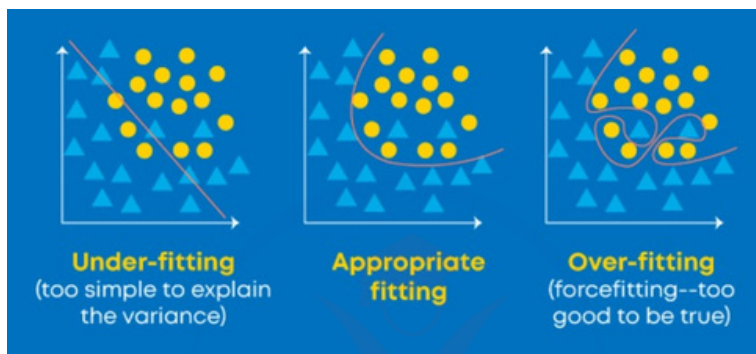 Under-fitting
(too simple to explain
the variance)
Appropriate
fitting
Over-fitting
(forcefitting--too
good to be true)